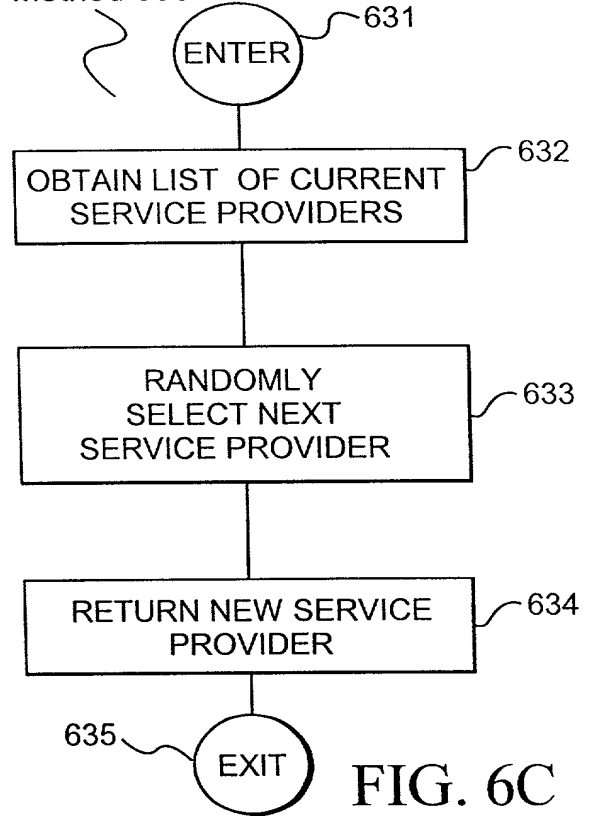 631
ENTER
632
OBTAIN LIST OF CURRENT
SERVICE PROVIDERS
RANDOMLY
SELECT NEXT
SERVICE PROVIDER
633
RETURN NEW SERVICE
PROVIDER
634
635
EXIT
FIG. 6C